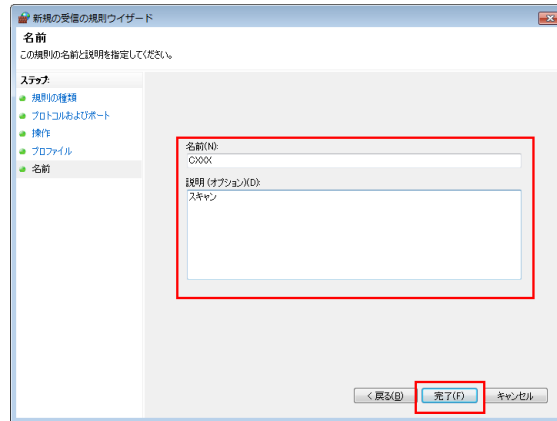 新規の受信の規則ウイザード
名前
この規則の名前と説明を指定してください。
ステップ:
規則の種類
プロトコルおよびポート
操作
プロファイル
名前
名前(N):
CXXX
説明 (オプション)(D):
スキャン
< 戻る(B)
完了(F)
キャンセル